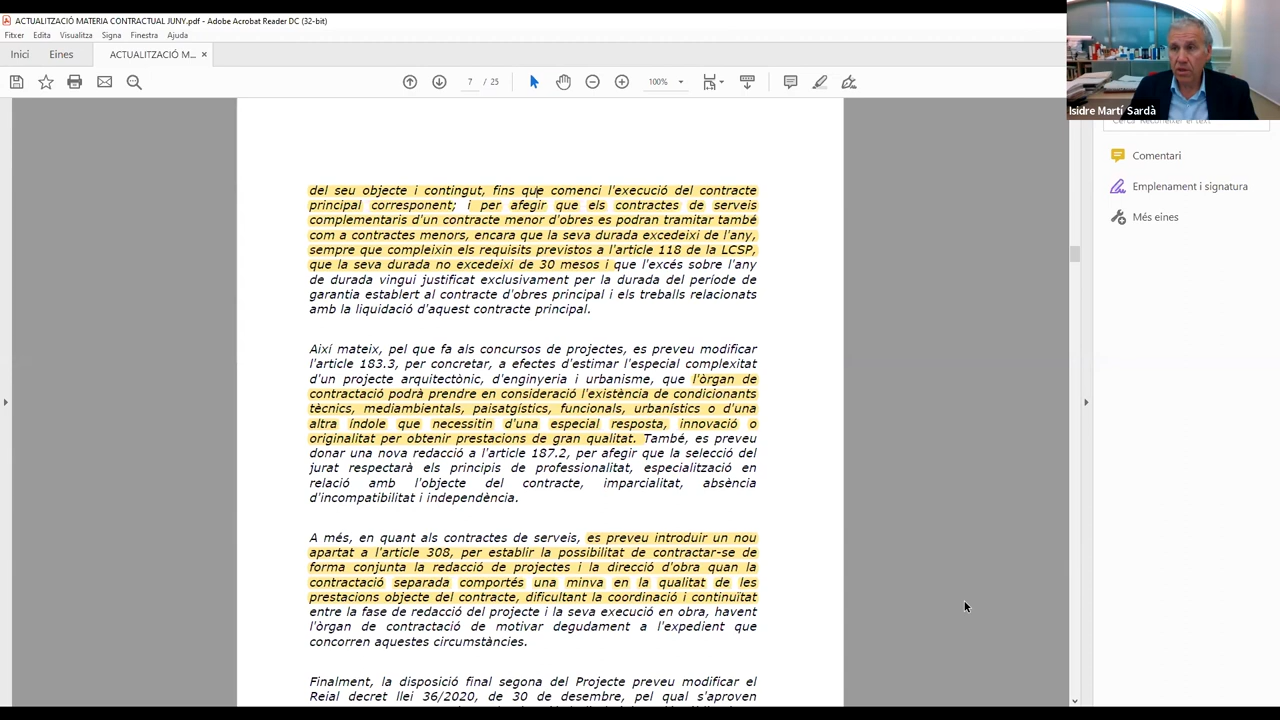 ACTUALITZACIÓ MATERIA CONTRACTUAL JUNY.pdf - Adobe Acrobat Reader DC (32-bit)
Fitxer Edita Visualitza Signa Finestra Ajuda
Inici Eines ACTUALITZACIÓ M... ×
7 / 25 100%
Isidre Martí Sardà
Comentari
Emplenament i signatura
Més eines
del seu objecte i contingut, fins que comenci l'execució del contracte
principal corresponent; i per afegir que els contractes de serveis
complementaris d'un contracte menor d'obres es podran tramitar també
com a contractes menors, encara que la seva durada excedeixi de l'any,
sempre que compleixin els requisits previstos a l'article 118 de la LCSP,
que la seva durada no excedeixi de 30 mesos i que l'excés sobre l'any
de durada vingui justificat exclusivament per la durada del període de
garantia establert al contracte d'obres principal i els treballs relacionats
amb la liquidació d'aquest contracte principal.
Així mateix, pel que fa als concursos de projectes, es preveu modificar
l'article 183.3, per concretar, a efectes d'estimar l'especial complexitat
d'un projecte arquitectònic, d'enginyeria i urbanisme, que l'òrgan de
contractació podrà prendre en consideració l'existència de condicionants
tècnics, mediambientals, paisatgístics, funcionals, urbanístics o d'una
altra índole que necessitin d'una especial resposta, innovació o
originalitat per obtenir prestacions de gran qualitat. També, es preveu
donar una nova redacció a l'article 187.2, per afegir que la selecció del
jurat respectarà els principis de professionalitat, especialització en
relació amb l'objecte del contracte, imparcialitat, absència
d'incompatibilitat i independència.
A més, en quant als contractes de serveis, es preveu introduir un nou
apartat a l'article 308, per establir la possibilitat de contractar-se de
forma conjunta la redacció de projectes i la direcció d'obra quan la
contractació separada comportés una minva en la qualitat de les
prestacions objecte del contracte, dificultant la coordinació i continuïtat
entre la fase de redacció del projecte i la seva execució en obra, havent
l'òrgan de contractació de motivar degudament a l'expedient que
concorren aquestes circumstàncies.
Finalment, la disposició final segona del Projecte preveu modificar el
Reial decret llei 36/2020, de 30 de desembre, pel qual s'aproven